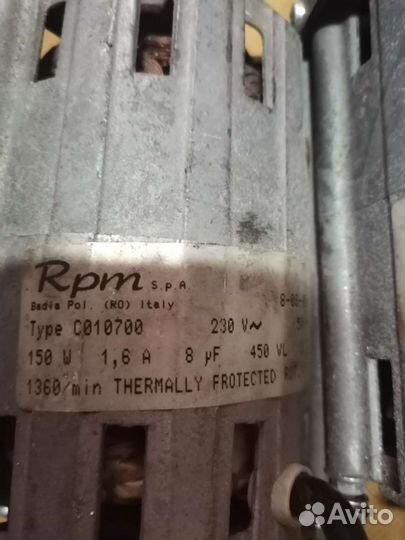 Rpm S.p.A.
Badia Pol. (RO) Italy
Type C010700 230 V~
150 W 1,6 A 8 µF 450 VL
1360/min THERMALLY FROTECTED
Avito